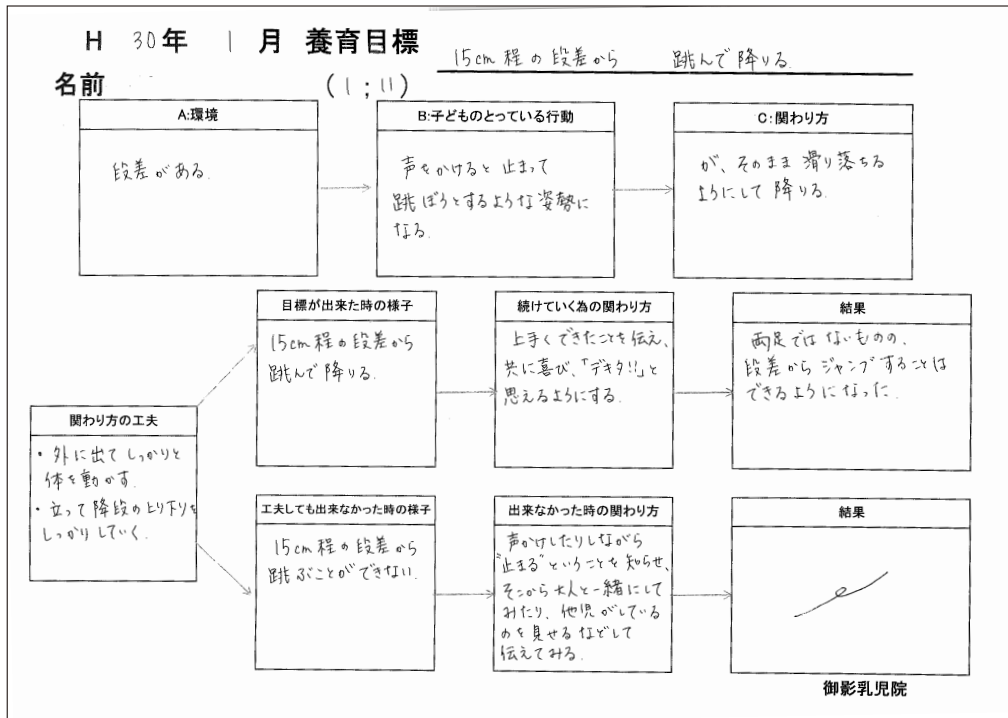 H 30年 1月 養育目標
15cm 程の段差から 跳んで降りる.
名前 (1;11)
A:環境
段差がある.
B:子どものとっている行動
声をかけると止まって
跳ぼうとするような姿勢に
なる.
C:関わり方
が、そのまま滑り落ちる
ようにして降りる.
関わり方の工夫
・外に出てしっかりと
体を動かす.
・立って降段の上り下りを
しっかりしていく.
目標が出来た時の様子
15cm程の段差から
跳んで降りる.
続けていく為の関わり方
上手くできたことを伝え、
共に喜び、「デキタ!!」と
思えるようにする.
結果
両足ではないものの、
段差からジャンプすることは
できるようになった.
工夫しても出来なかった時の様子
15cm程の段差から
跳ぶことができない.
出来なかった時の関わり方
声かけしたりしながら
"止まる"ということを知らせ、
そこから大人と一緒にして
みたり、他児がしている
のを見せるなどして
伝えてみる.
結果
御影乳児院